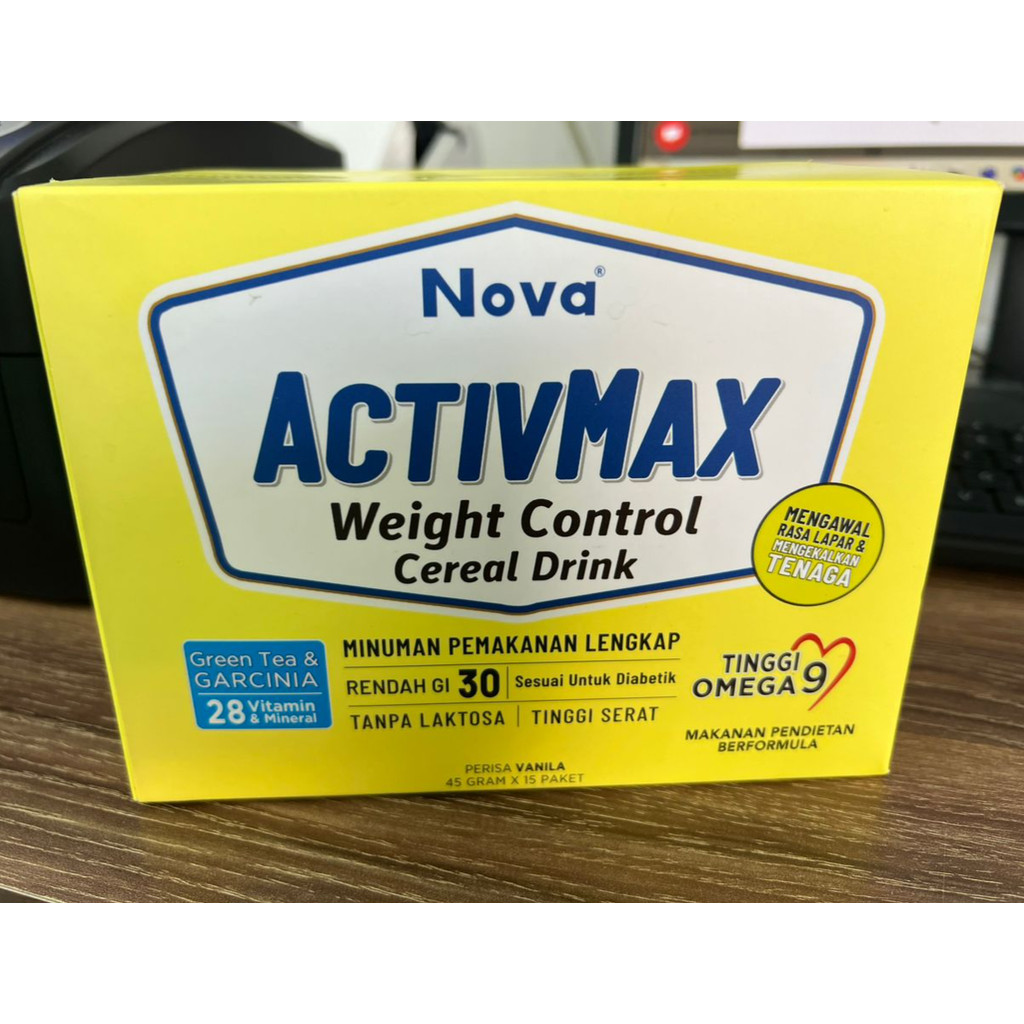 Nova®
ACTIVMAX
Weight Control
Cereal Drink
MENGAWAL
RASA LAPAR &
MENGEKALKAN
TENAGA
Green Tea &
GARCINIA
28 Vitamin
& Mineral
MINUMAN PEMAKANAN LENGKAP
RENDAH GI 30 | Sesuai Untuk Diabetik
TANPA LAKTOSA | TINGGI SERAT
TINGGI
OMEGA 9
MAKANAN PENDIETAN
BERFORMULA
PERISA VANILA
45 GRAM X 15 PAKET